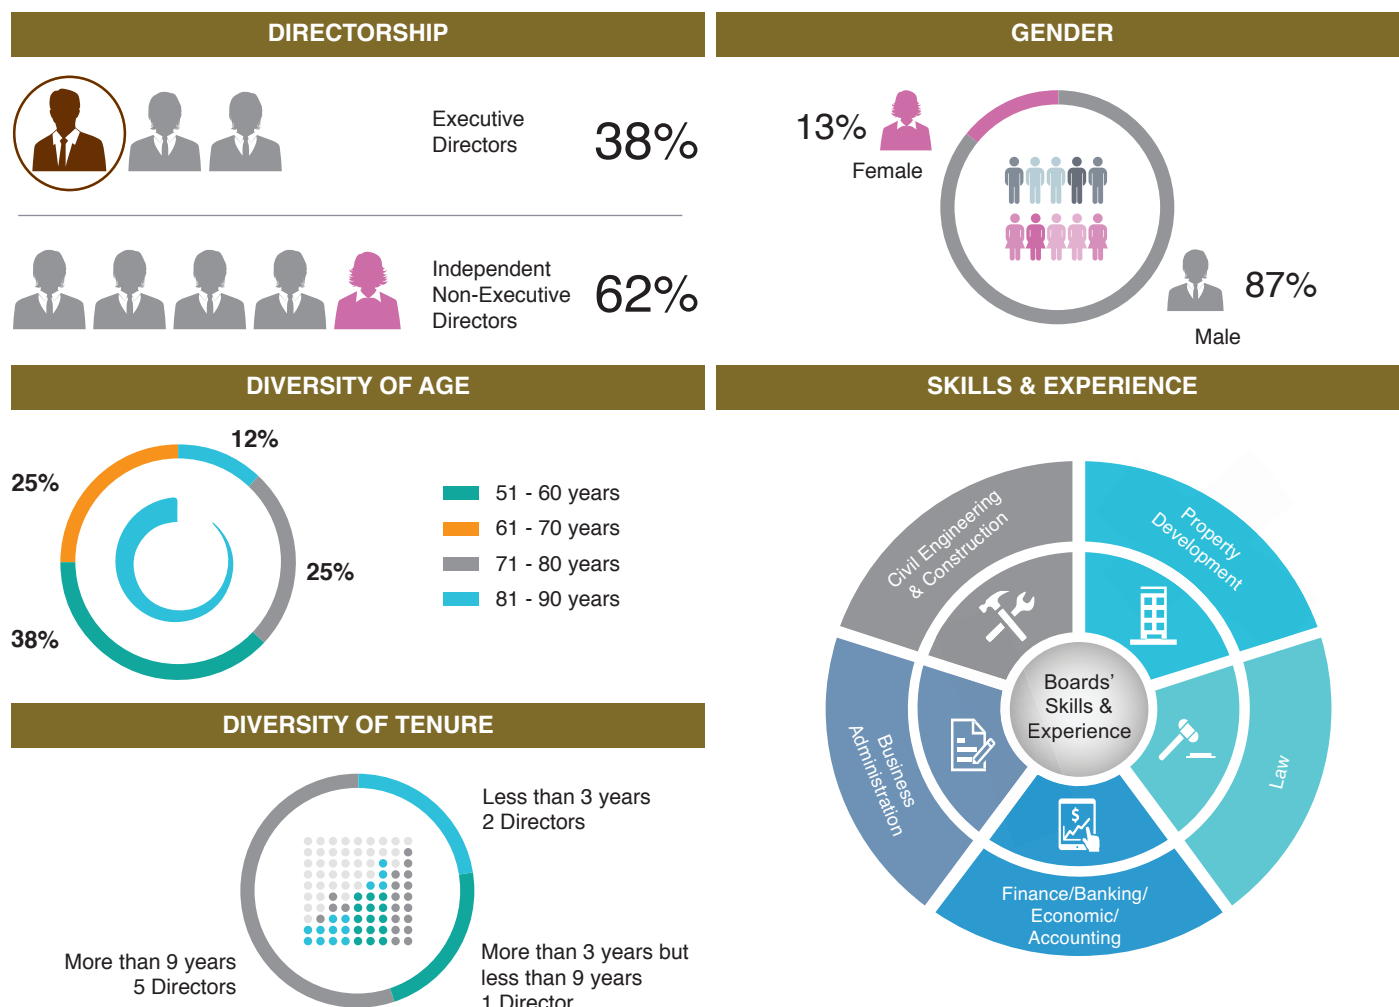 DIRECTORSHIP
Executive
Directors
38%
Independent
Non-Executive
Directors
62%
GENDER
13%
Female
87%
Male
DIVERSITY OF AGE
12%
25%
25%
38%
51 - 60 years
61 - 70 years
71 - 80 years
81 - 90 years
DIVERSITY OF TENURE
Less than 3 years
2 Directors
More than 9 years
5 Directors
More than 3 years but
less than 9 years
1 Director
SKILLS & EXPERIENCE
Civil Engineering
& Construction
Property
Development
Boards’
Skills &
Experience
Business
Administration
Law
$
Finance/Banking/
Economic/
Accounting